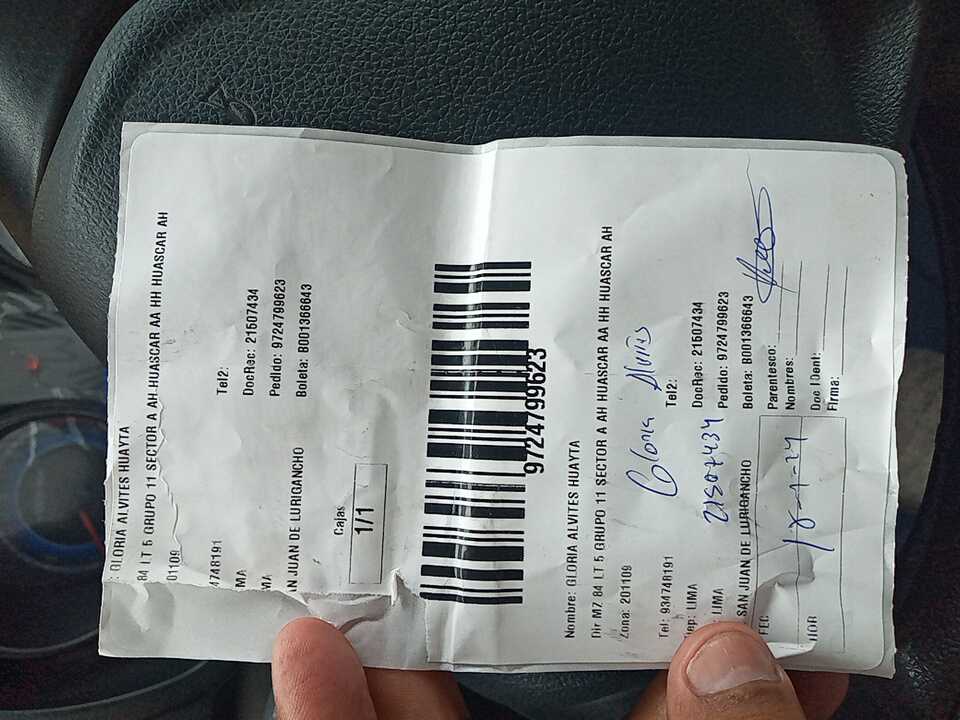 : GLORIA ALVITES HUAYTA
84 LT 5 GRUPO 11 SECTOR A AH HUASCAR AA HH HUASCAR AH
201109
4748191
Tel2:
MA
DocRec: 21507434
MA
Pedido: 9724799623
AN JUAN DE LURIGANCHO
Boleta: B001366643
Cajas
1/1
9724799623
Nombre: GLORIA ALVITES HUAYTA
Dir MZ 84 LT 5 GRUPO 11 SECTOR A AH HUASCAR AA HH HUASCAR AH
Zona: 201109
Gloria Alvites
Tel: 934748191
Tel2:
Dep: LIMA
DocRec: 21507434
21507434
: LIMA
Pedido: 9724799623
SAN JUAN DE LURIGANCHO
Boleta: B001366643
FEC
Parentesco:
Nombres:
HOR
Doc Ident:
Firma: